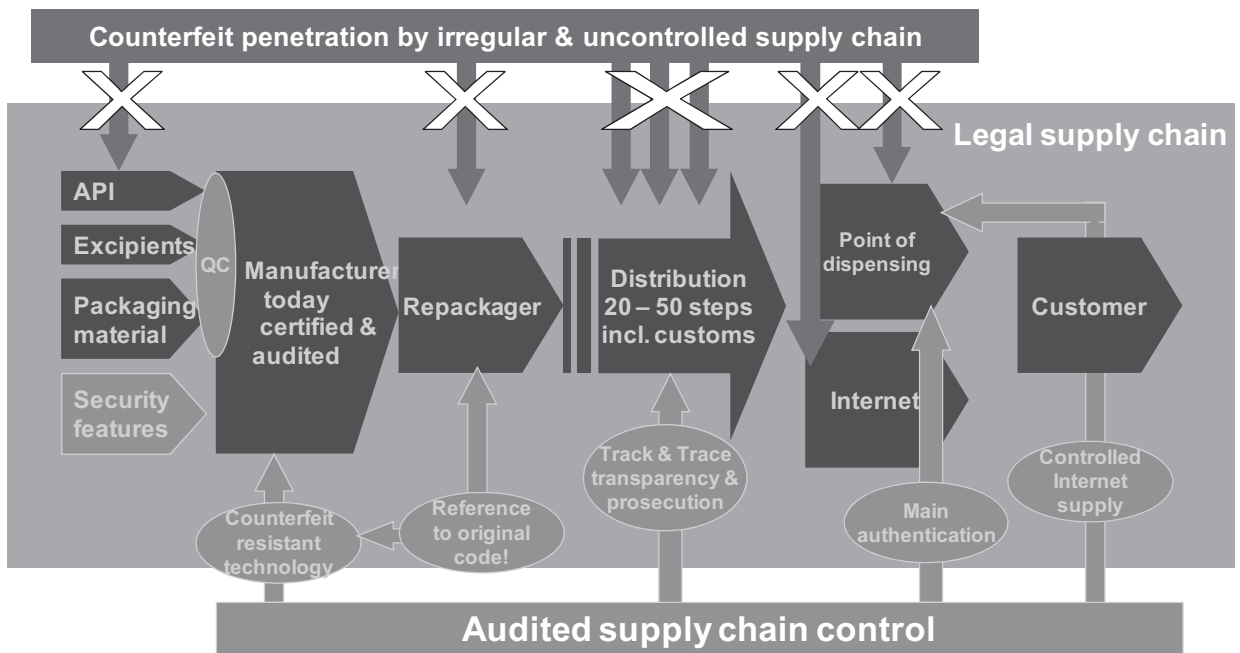 Counterfeit penetration by irregular & uncontrolled supply chain
Legal supply chain
API
Excipients
Packaging
material
Security
features
QC
Manufacturer
today
certified &
audited
Repackager
Distribution
20 – 50 steps
incl. customs
Point of
dispensing
Internet
Customer
Counterfeit
resistant
technology
Reference
to original
code!
Track & Trace
transparency &
prosecution
Main
authentication
Controlled
Internet
supply
Audited supply chain control